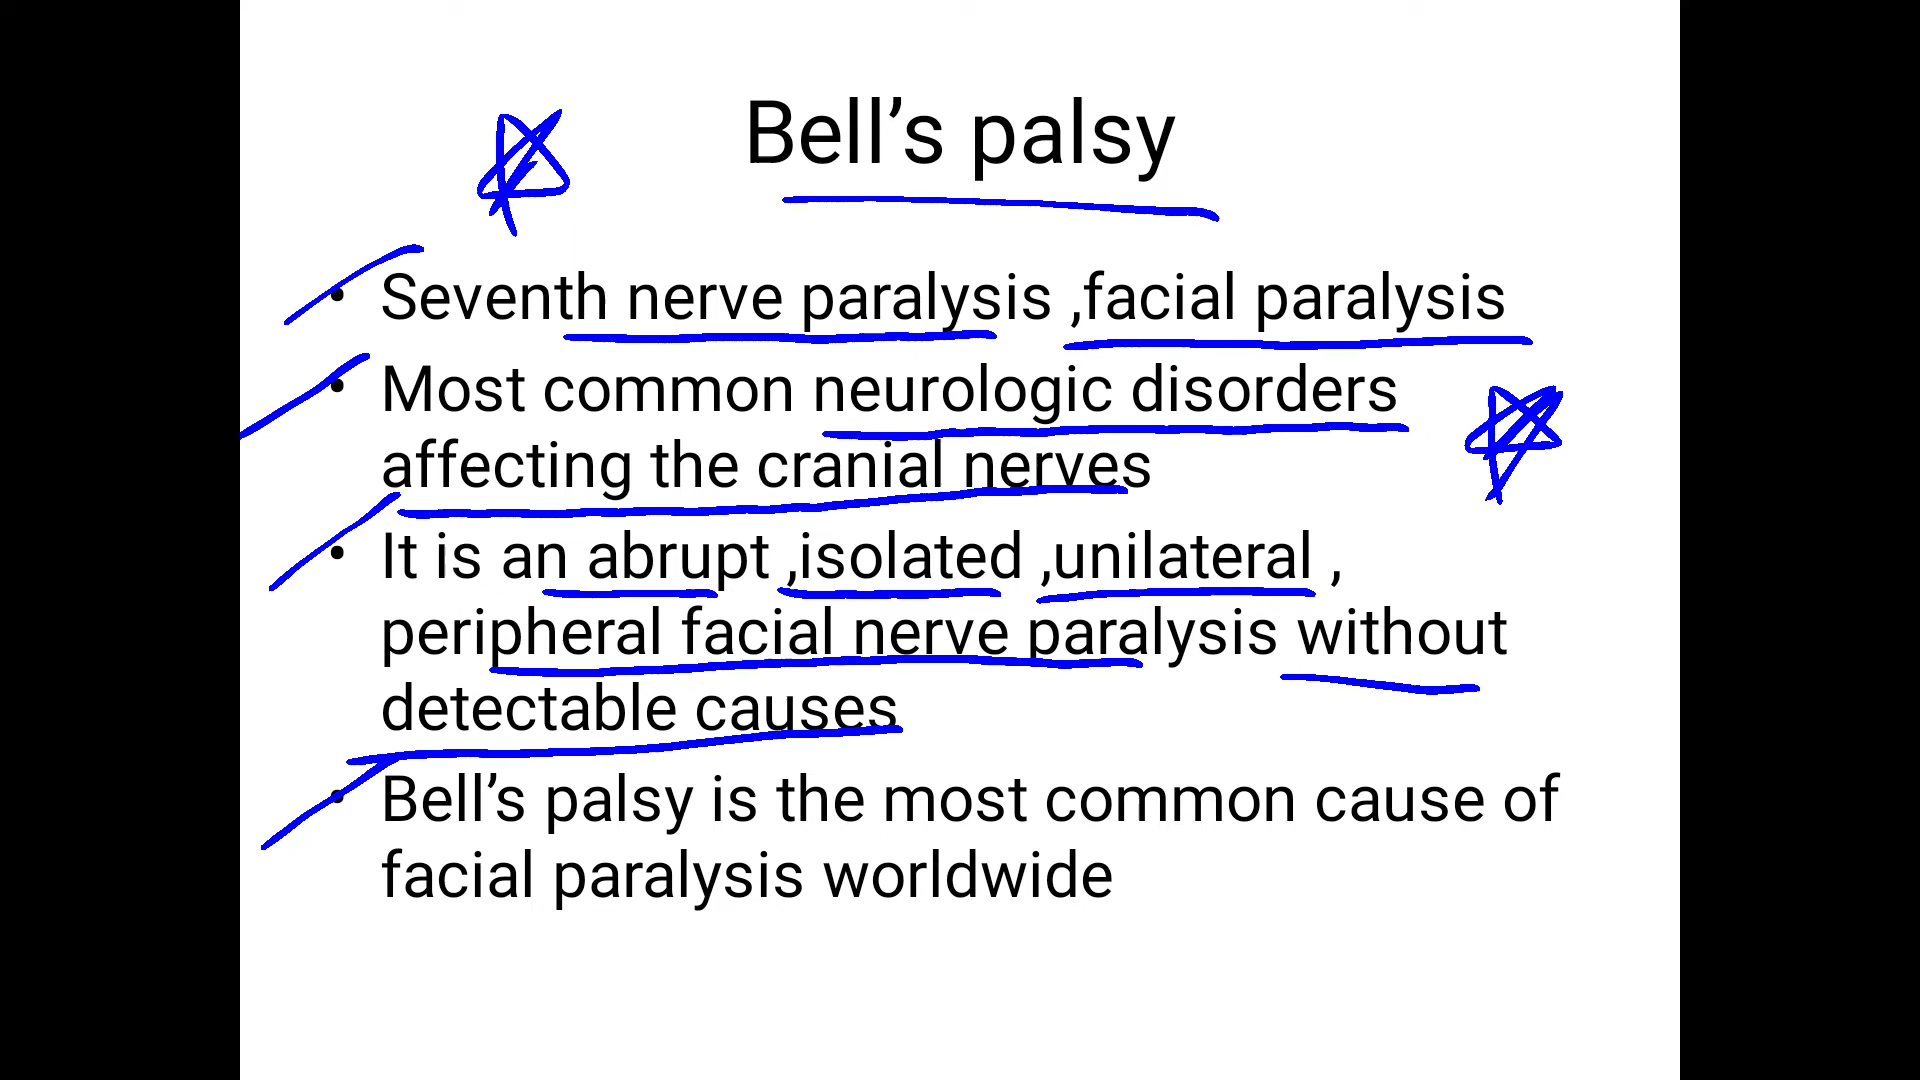 Bell’s palsy
• Seventh nerve paralysis ,facial paralysis
• Most common neurologic disorders
affecting the cranial nerves
• It is an abrupt ,isolated ,unilateral ,
peripheral facial nerve paralysis without
detectable causes
• Bell’s palsy is the most common cause of
facial paralysis worldwide